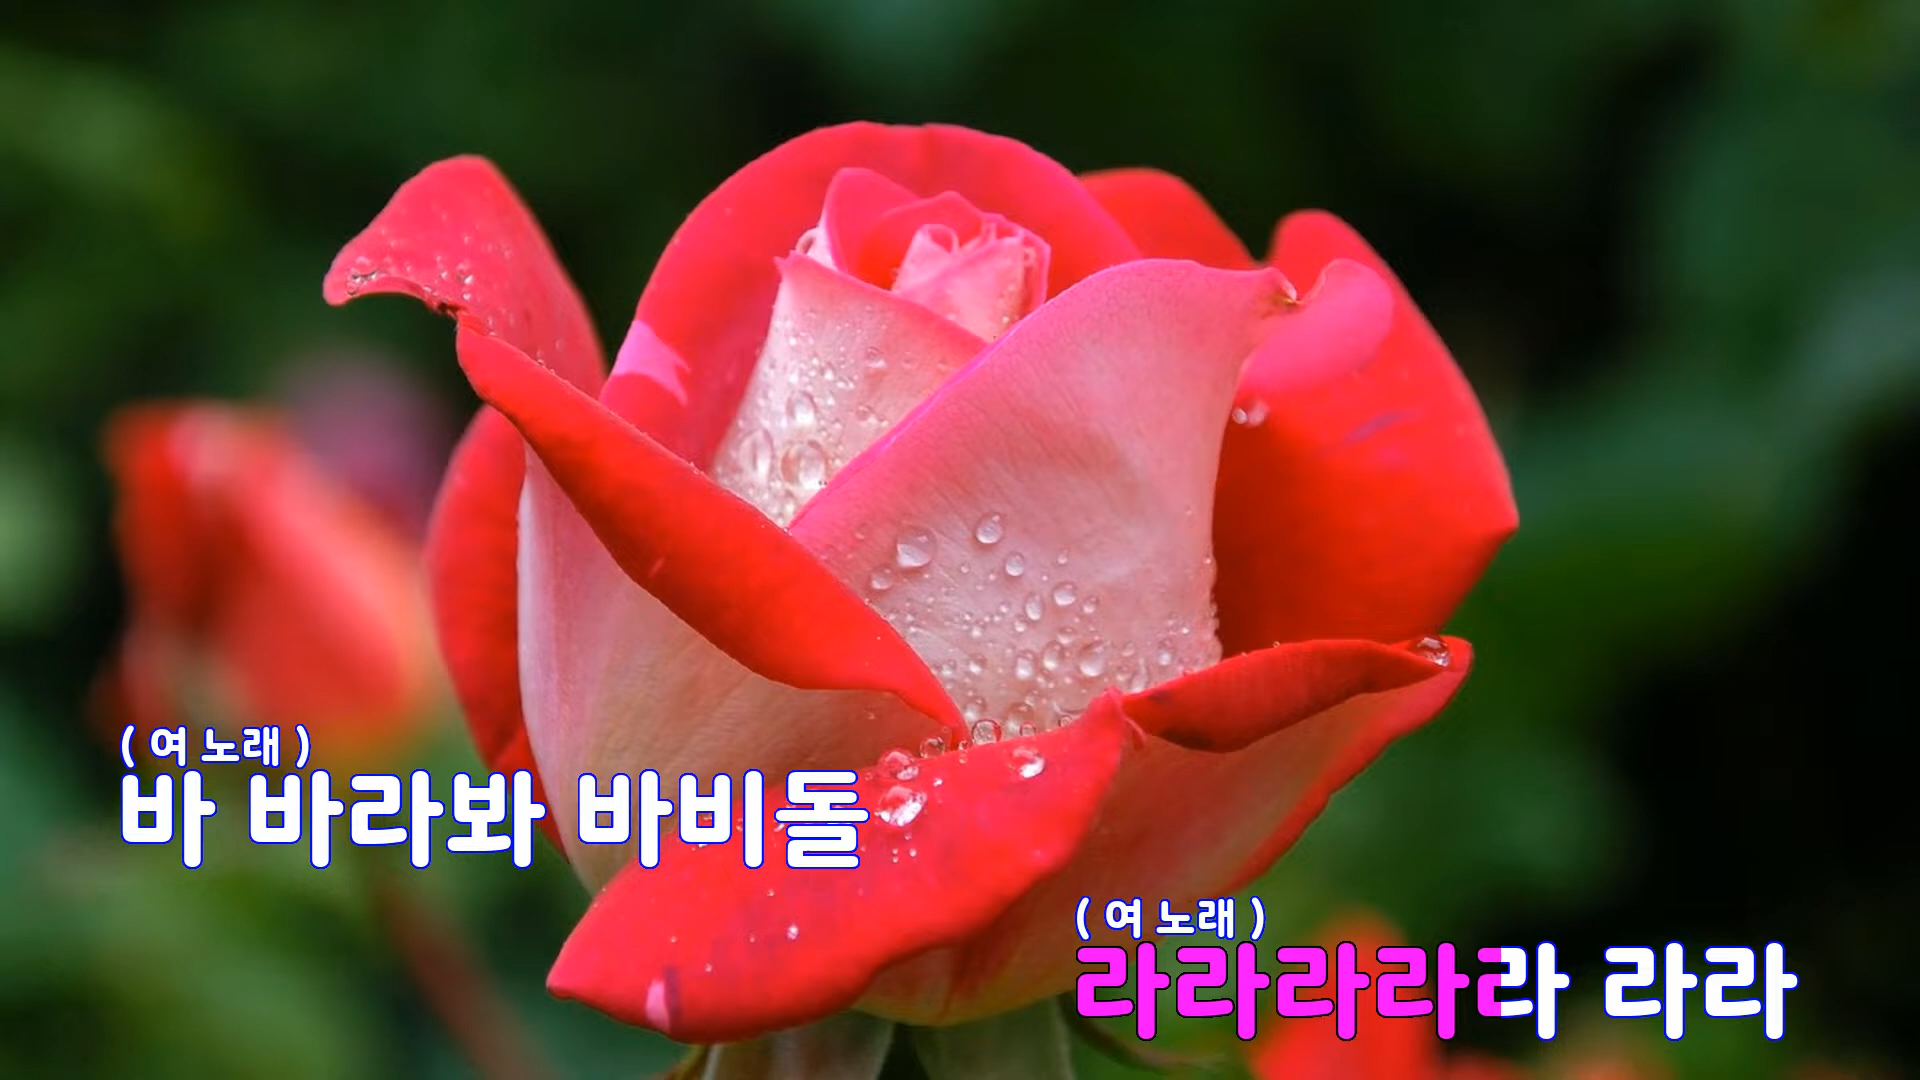 ( 여 노래 )
바 바라봐 바비돌
( 여 노래 )
라라라라라 라라